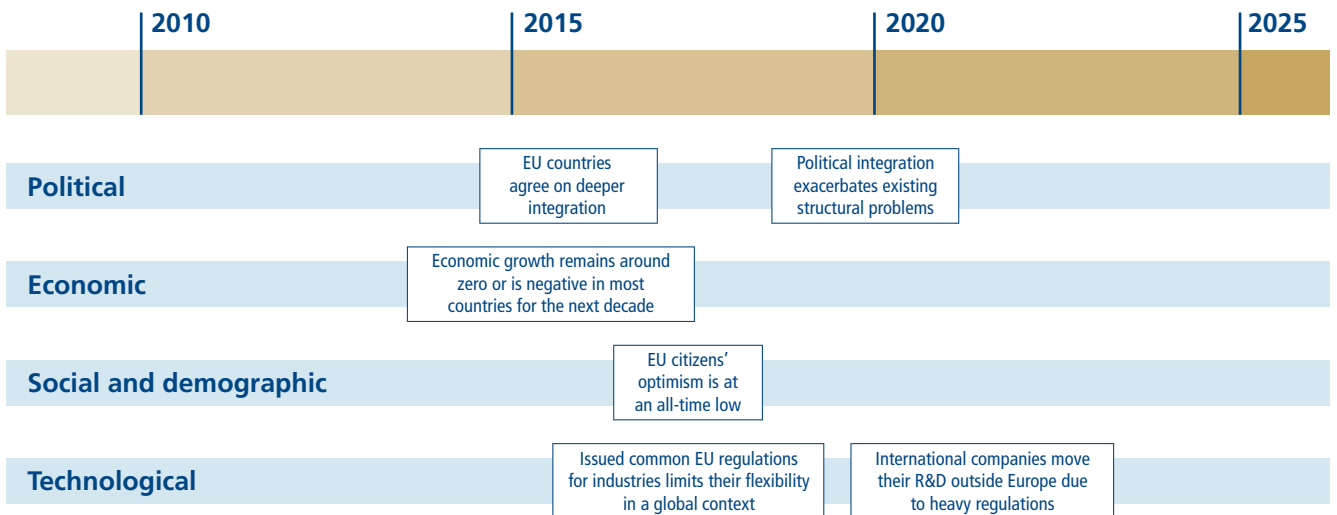 2010
2015
2020
2025
Political
EU countries
agree on deeper
integration
Political integration
exacerbates existing
structural problems
Economic
Economic growth remains around
zero or is negative in most
countries for the next decade
Social and demographic
EU citizens’
optimism is at
an all-time low
Technological
Issued common EU regulations
for industries limits their flexibility
in a global context
International companies move
their R&D outside Europe due
to heavy regulations